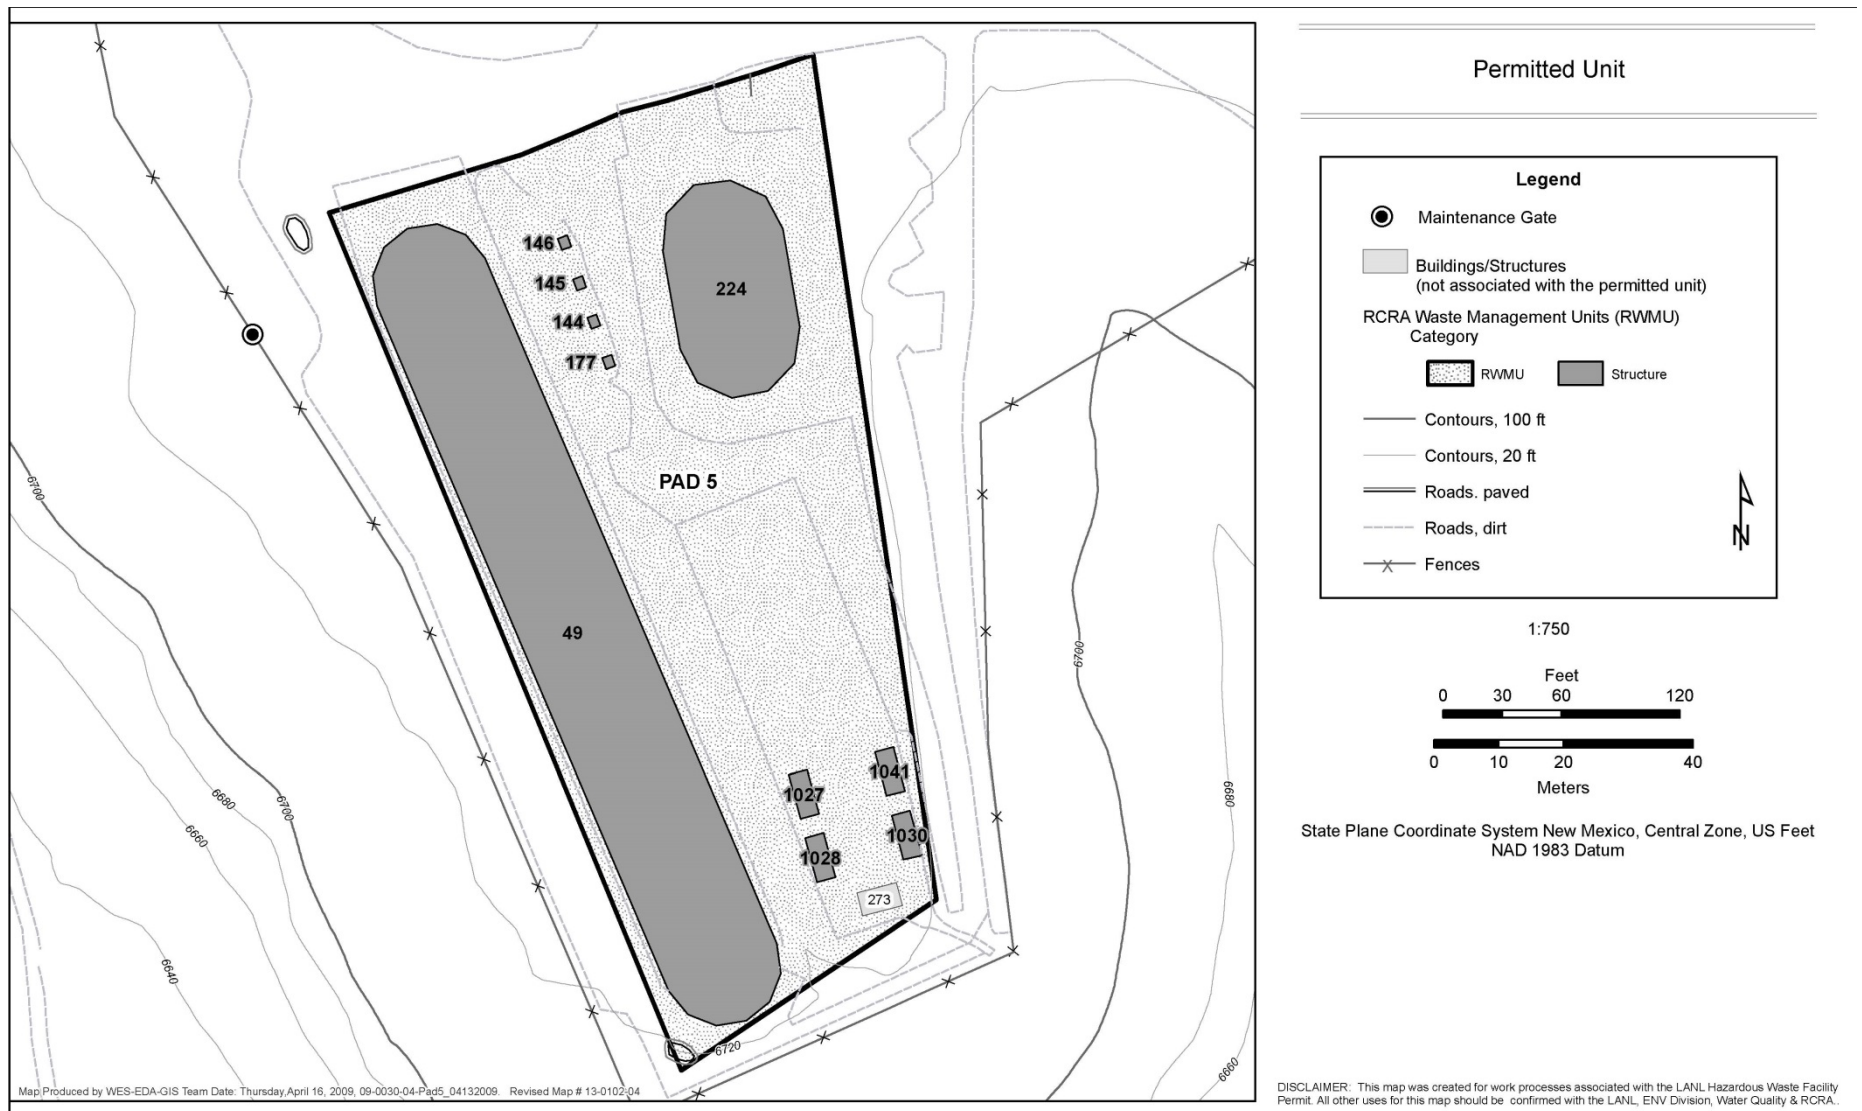 Permitted Unit
Legend
Maintenance Gate
Buildings/Structures
(not associated with the permitted unit)
RCRA Waste Management Units (RWMU)
Category
RWMU
Structure
Contours, 100 ft
Contours, 20 ft
Roads. paved
Roads, dirt
Fences
N
1:750
Feet
0 30 60 120
0 10 20 40
Meters
State Plane Coordinate System New Mexico, Central Zone, US Feet
NAD 1983 Datum
DISCLAIMER: This map was created for work processes associated with the LANL Hazardous Waste Facility
Permit. All other uses for this map should be confirmed with the LANL, ENV Division, Water Quality & RCRA..
146
145
144
177
224
PAD 5
49
1041
1027
1030
1028
273
6700
6700
6680
6660
6640
6720
6700
6680
6660
Map Produced by WES-EDA-GIS Team Date: Thursday,April 16, 2009, 09-0030-04-Pad5_04132009. Revised Map # 13-0102-04